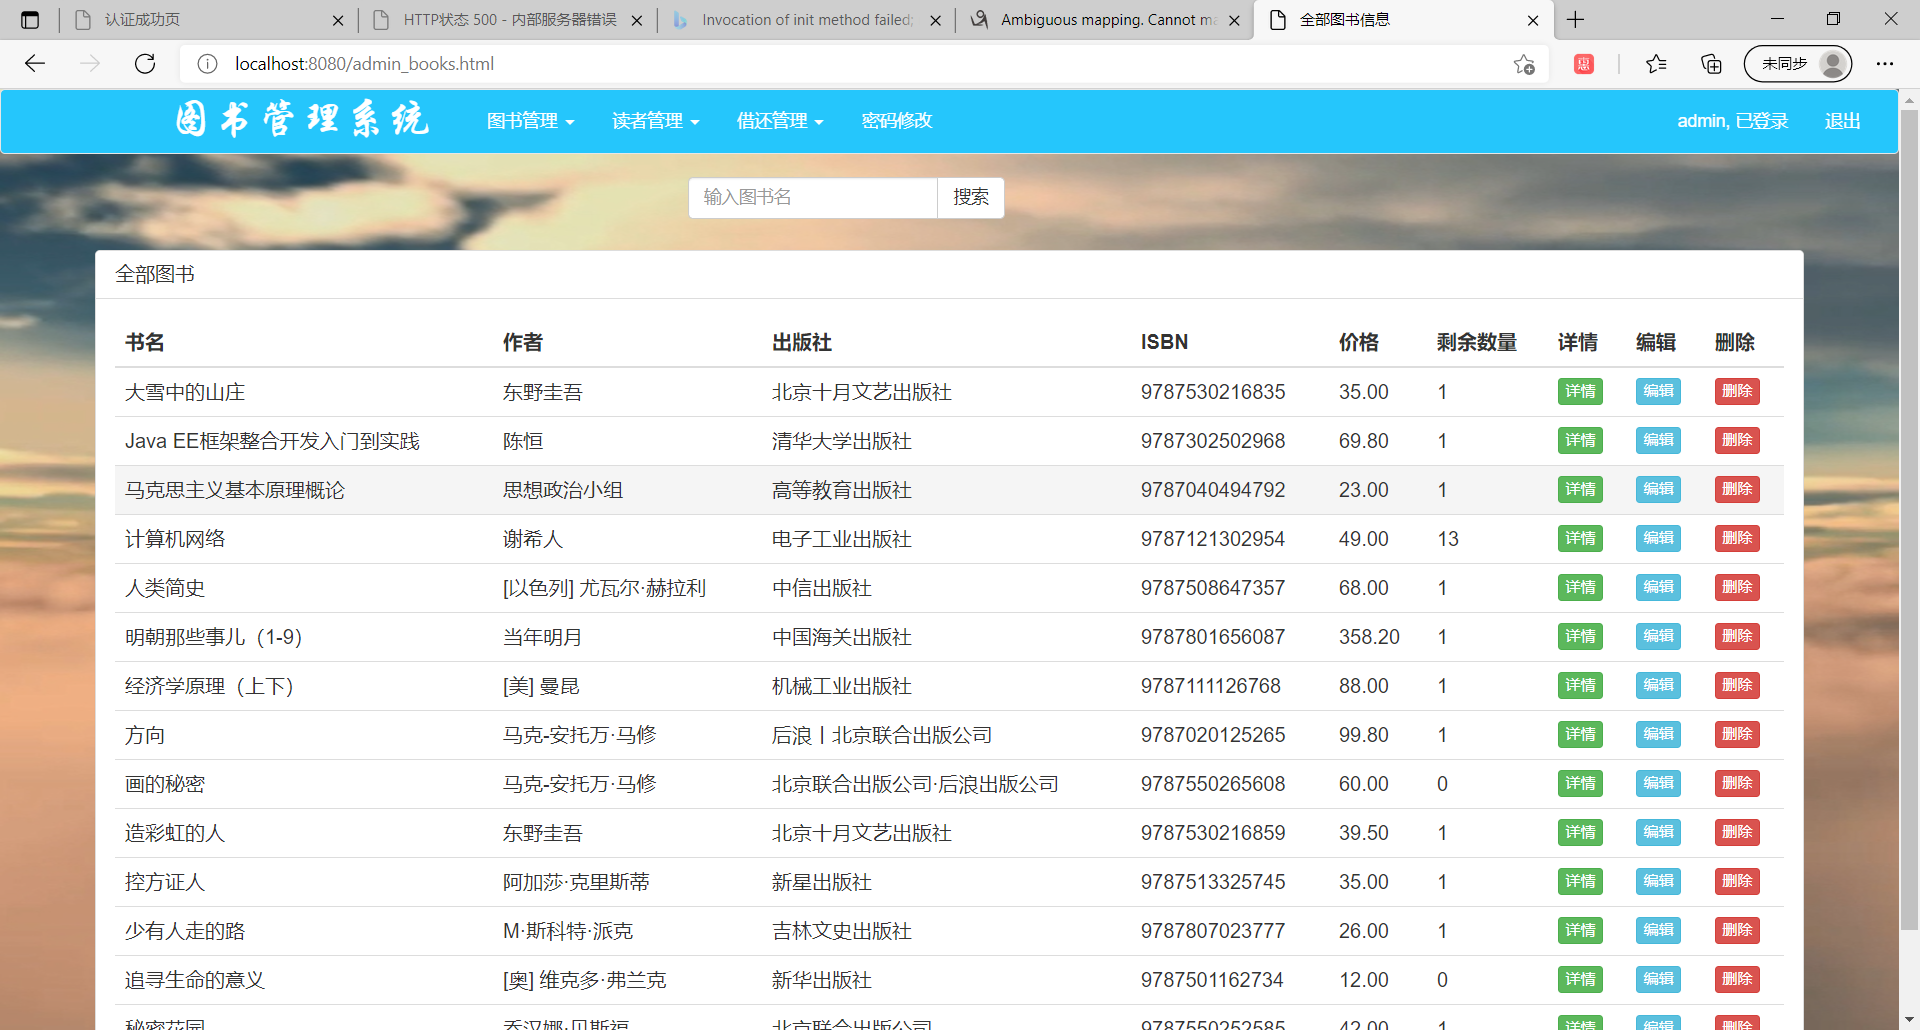 认证成功页
HTTP状态 500 - 内部服务器错误
Invocation of init method failed;
Ambiguous mapping. Cannot ma
全部图书信息
localhost:8080/admin_books.html
惠
未同步
图书管理系统 图书管理 读者管理 借还管理 密码修改 admin, 已登录 退出
输入图书名 搜索
全部图书
书名 作者 出版社 ISBN 价格 剩余数量 详情 编辑 删除
大雪中的山庄 东野圭吾 北京十月文艺出版社 9787530216835 35.00 1 详情 编辑 删除
Java EE框架整合开发入门到实践 陈恒 清华大学出版社 9787302502968 69.80 1 详情 编辑 删除
马克思主义基本原理概论 思想政治小组 高等教育出版社 9787040494792 23.00 1 详情 编辑 删除
计算机网络 谢希人 电子工业出版社 9787121302954 49.00 13 详情 编辑 删除
人类简史 [以色列] 尤瓦尔·赫拉利 中信出版社 9787508647357 68.00 1 详情 编辑 删除
明朝那些事儿（1-9） 当年明月 中国海关出版社 9787801656087 358.20 1 详情 编辑 删除
经济学原理（上下） [美] 曼昆 机械工业出版社 9787111126768 88.00 1 详情 编辑 删除
方向 马克-安托万·马修 后浪丨北京联合出版公司 9787020125265 99.80 1 详情 编辑 删除
画的秘密 马克-安托万·马修 北京联合出版公司·后浪出版公司 9787550265608 60.00 0 详情 编辑 删除
造彩虹的人 东野圭吾 北京十月文艺出版社 9787530216859 39.50 1 详情 编辑 删除
控方证人 阿加莎·克里斯蒂 新星出版社 9787513325745 35.00 1 详情 编辑 删除
少有人走的路 M·斯科特·派克 吉林文史出版社 9787807023777 26.00 1 详情 编辑 删除
追寻生命的意义 [奥] 维克多·弗兰克 新华出版社 9787501162734 12.00 0 详情 编辑 删除
秘密花园 乔汉娜·贝斯福 北京联合出版公司 9787550252585 42.00 1 详情 编辑 删除